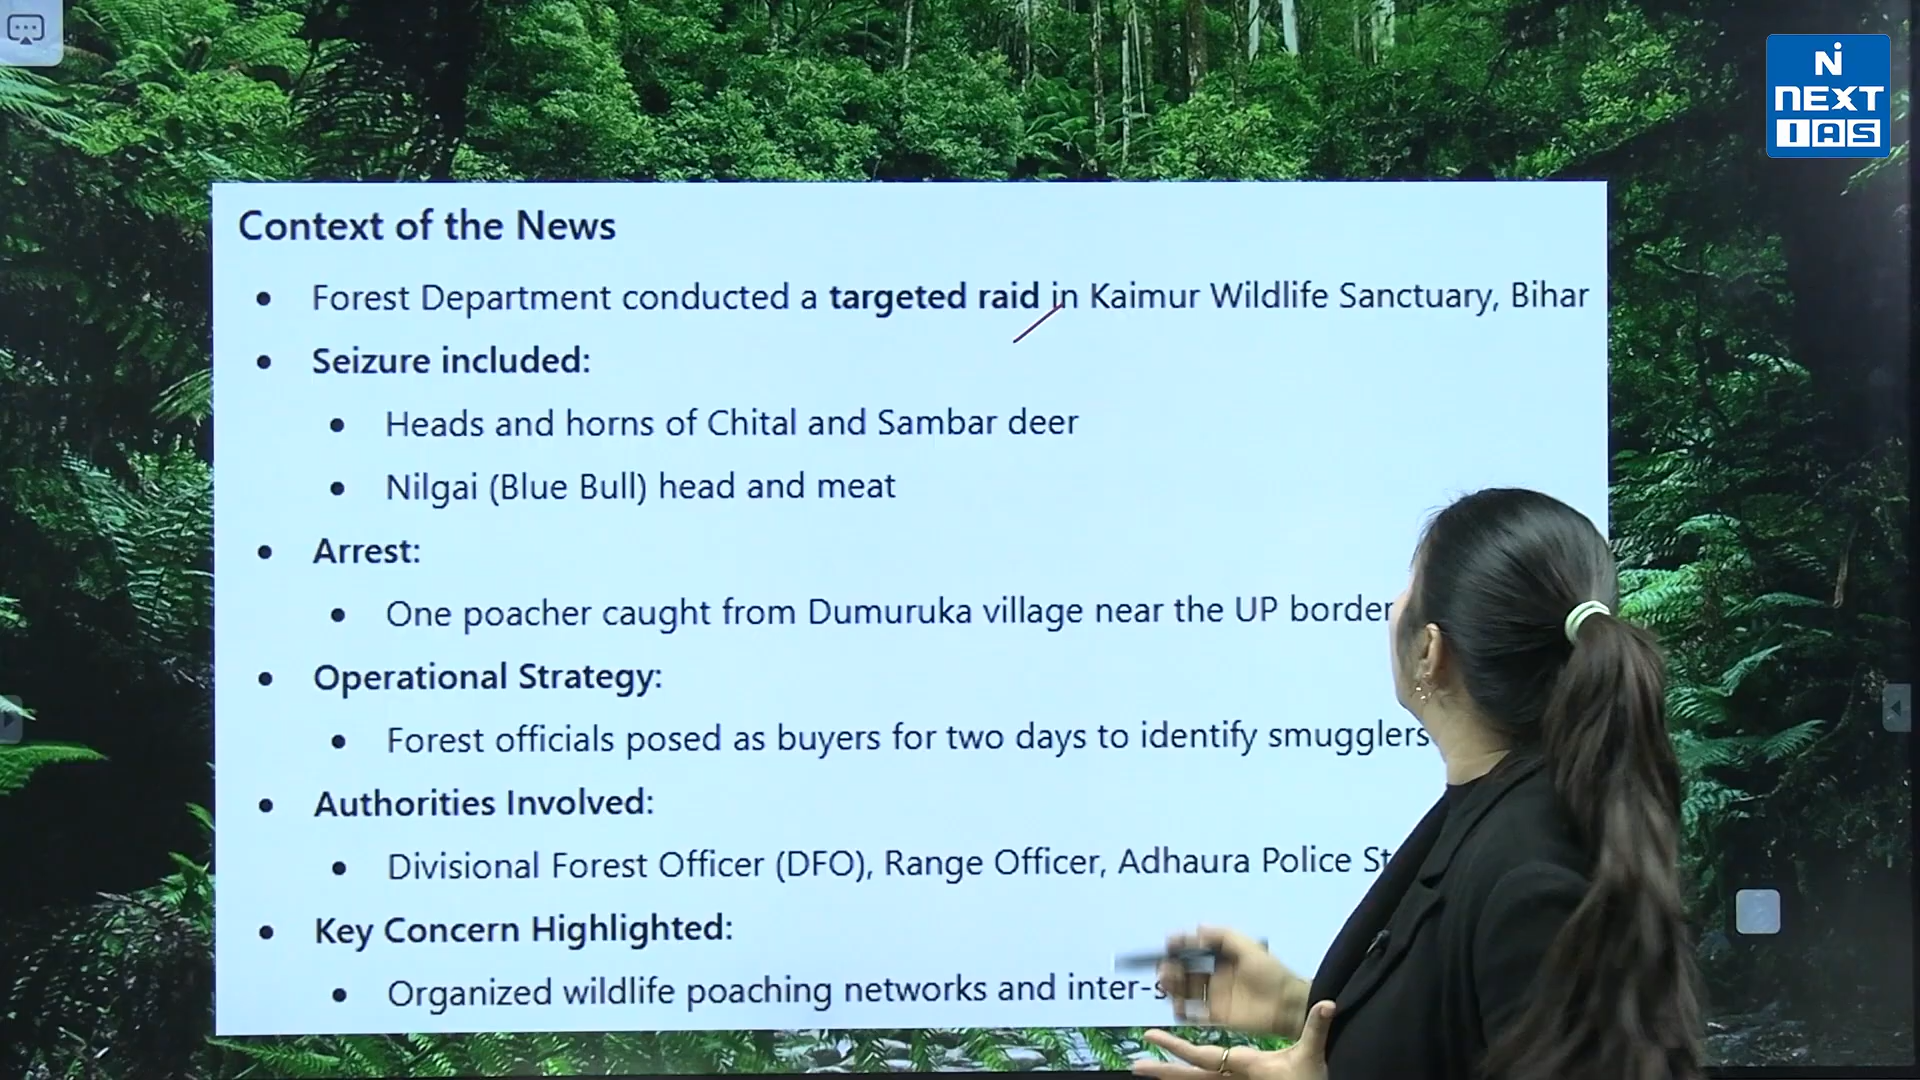 N
NEXT
IAS
Context of the News
• Forest Department conducted a targeted raid in Kaimur Wildlife Sanctuary, Bihar
• Seizure included:
• Heads and horns of Chital and Sambar deer
• Nilgai (Blue Bull) head and meat
• Arrest:
• One poacher caught from Dumuruka village near the UP border
• Operational Strategy:
• Forest officials posed as buyers for two days to identify smugglers
• Authorities Involved:
• Divisional Forest Officer (DFO), Range Officer, Adhaura Police
• Key Concern Highlighted:
• Organized wildlife poaching networks and